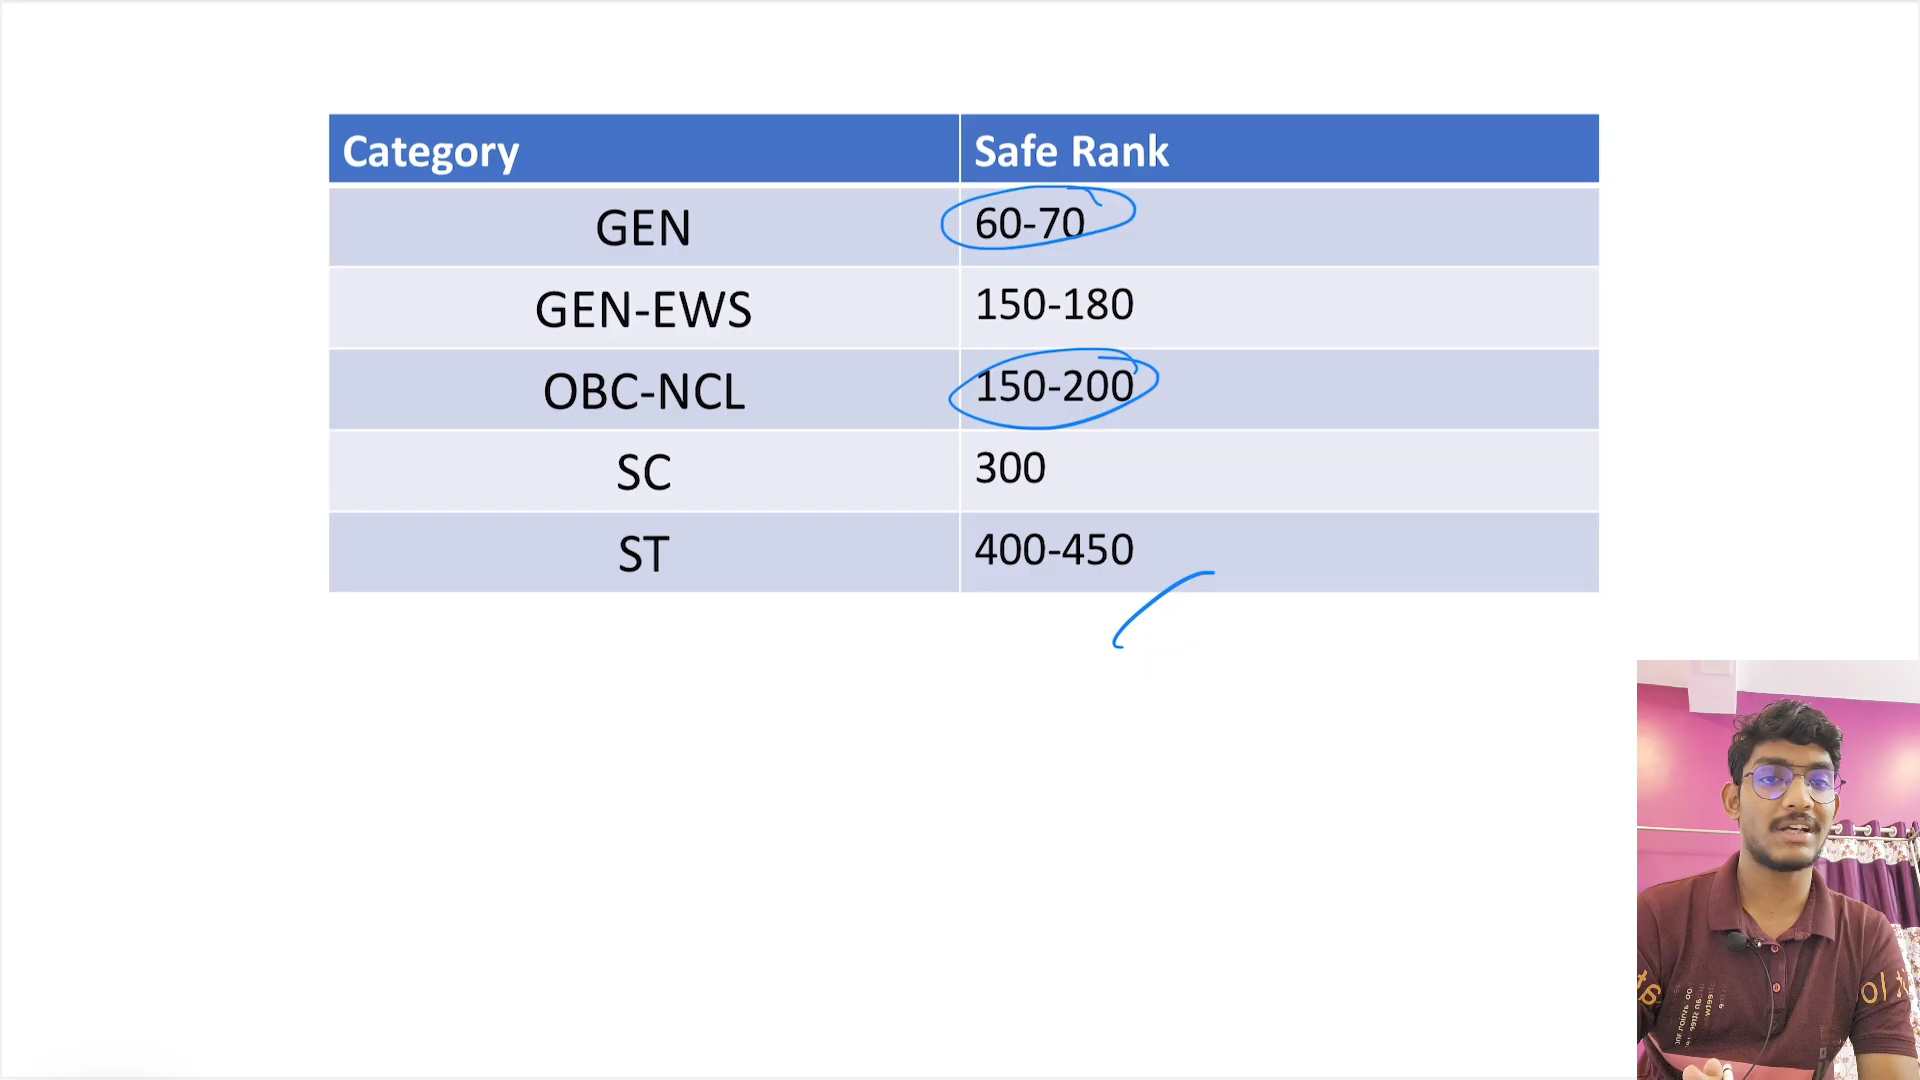 Category Safe Rank
GEN 60-70
GEN-EWS 150-180
OBC-NCL 150-200
SC 300
ST 400-450